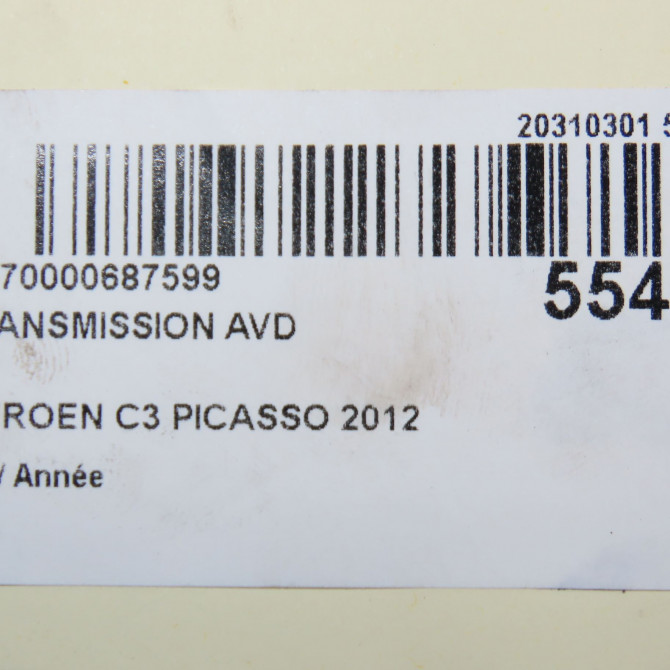 20310301 5
70000687599
554
ANSMISSION AVD
ROEN C3 PICASSO 2012
/ Année